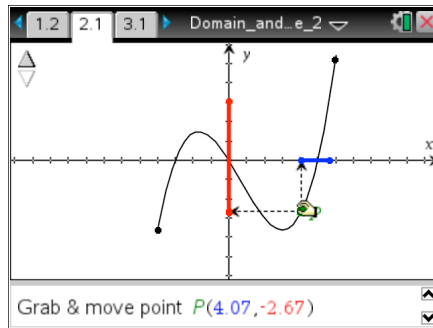 1.2 2.1 3.1 Domain_and…e_2
y
x
P
Grab & move point P(4.07,-2.67)